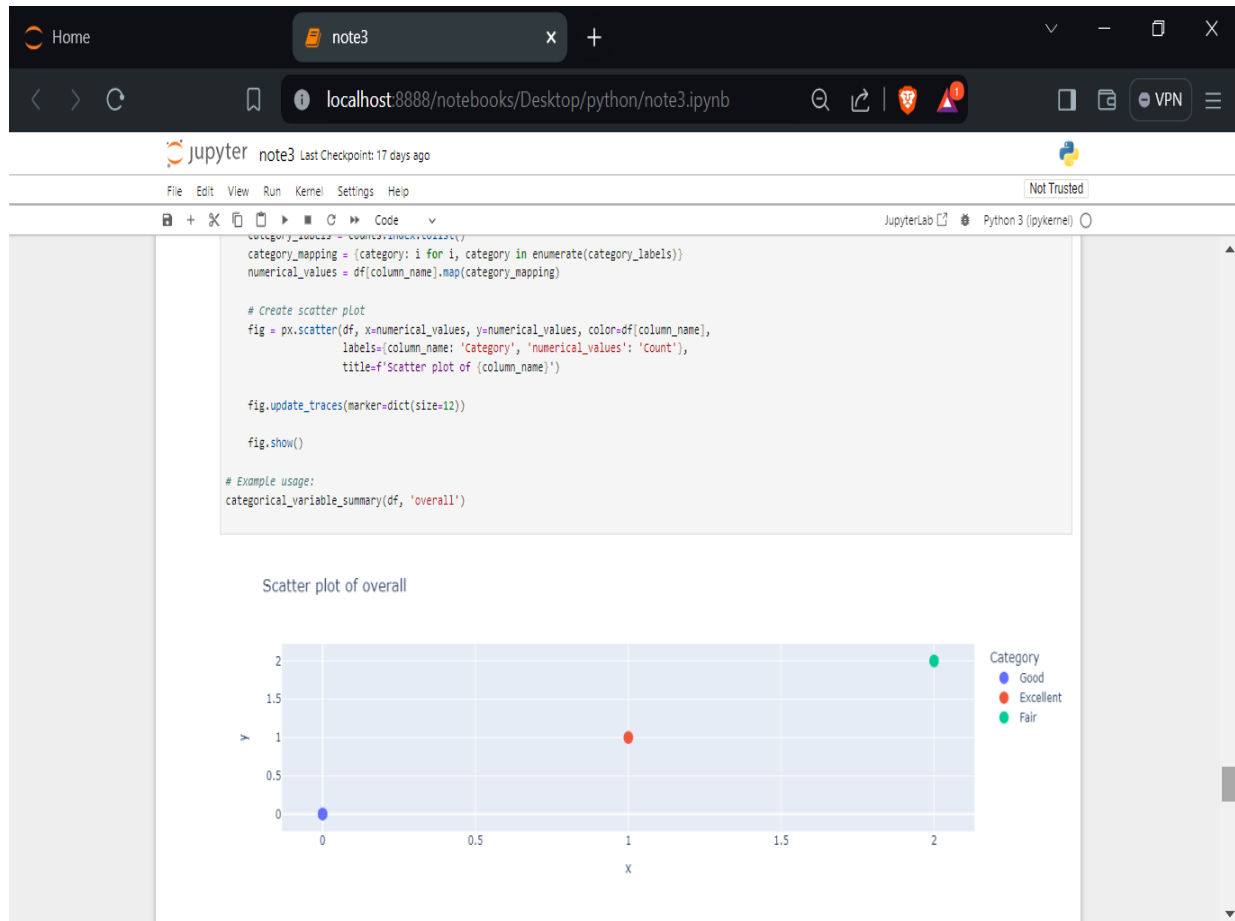 Home
note3
localhost:8888/notebooks/Desktop/python/note3.ipynb
1
VPN
jupyter note3 Last Checkpoint: 17 days ago
File Edit View Run Kernel Settings Help
Not Trusted
Code
JupyterLab
Python 3 (ipykernel)
category_labels = counts.index.tolist()
category_mapping = {category: i for i, category in enumerate(category_labels)}
numerical_values = df[column_name].map(category_mapping)
# Create scatter plot
fig = px.scatter(df, x=numerical_values, y=numerical_values, color=df[column_name],
labels={column_name: 'Category', 'numerical_values': 'Count'},
title=f'Scatter plot of {column_name}')
fig.update_traces(marker=dict(size=12))
fig.show()
# Example usage:
categorical_variable_summary(df, 'overall')
Scatter plot of overall
2
1.5
1
0.5
0
y
0 0.5 1 1.5 2
x
Category
Good
Excellent
Fair